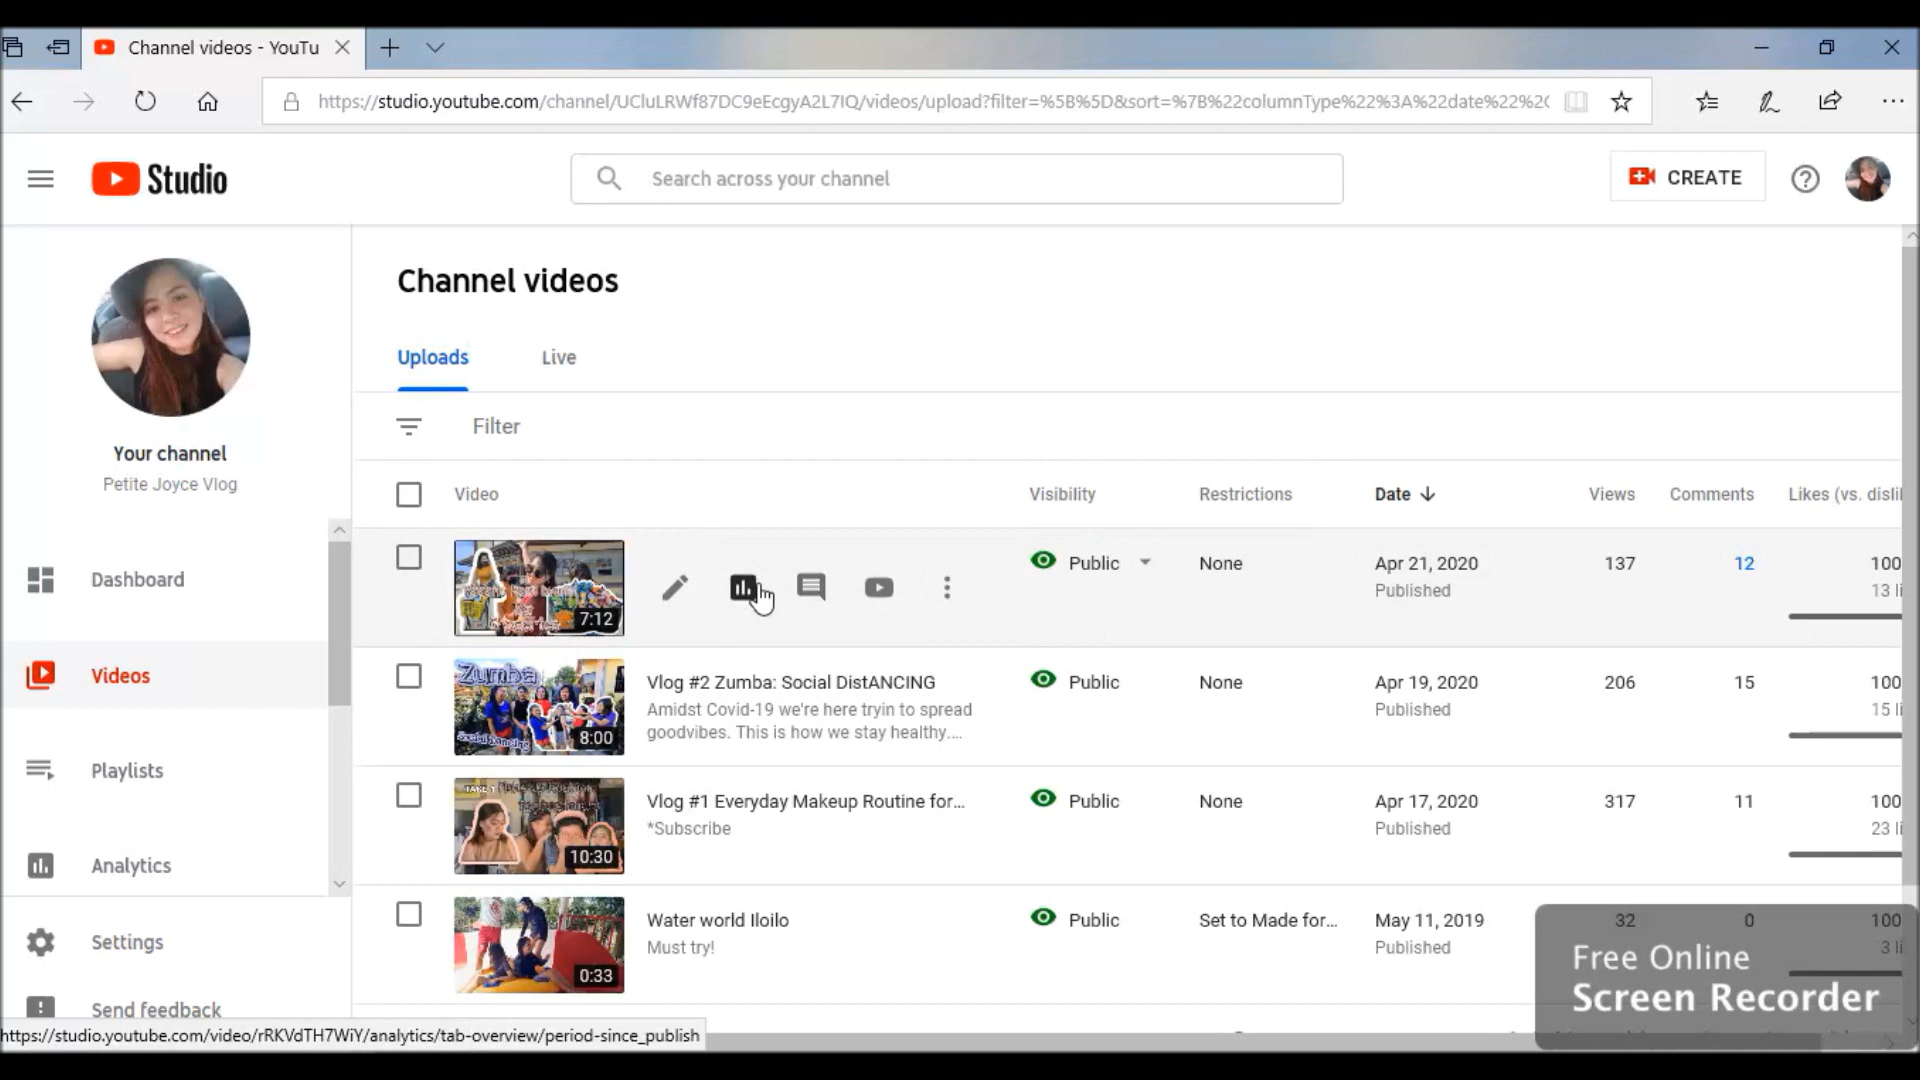 Channel videos - YouTu
https://studio.youtube.com/channel/UCluLRWf87DC9eEcgyA2L7IQ/videos/upload?filter=%5B%5D&sort=%7B%22columnType%22%3A%22date%22%2C
Studio
Search across your channel
CREATE
Your channel
Petite Joyce Vlog
Dashboard
Videos
Playlists
Analytics
Settings
Send feedback
Channel videos
Uploads Live
Filter
Video Visibility Restrictions Date Views Comments Likes (vs. disli
7:12 Public None Apr 21, 2020 137 12 100
Published 13 li
Zumba
Social Distancing
8:00
Vlog #2 Zumba: Social DistANCING Public None Apr 19, 2020 206 15 100
Amidst Covid-19 we're here tryin to spread Published 15 li
goodvibes. This is how we stay healthy....
10:30
Vlog #1 Everyday Makeup Routine for... Public None Apr 17, 2020 317 11 100
*Subscribe Published 23 li
0:33
Water world Iloilo Public Set to Made for... May 11, 2019 32 0 100
Must try! Published 3 li
https://studio.youtube.com/video/rRKVdTH7WiY/analytics/tab-overview/period-since_publish
Free Online
Screen Recorder